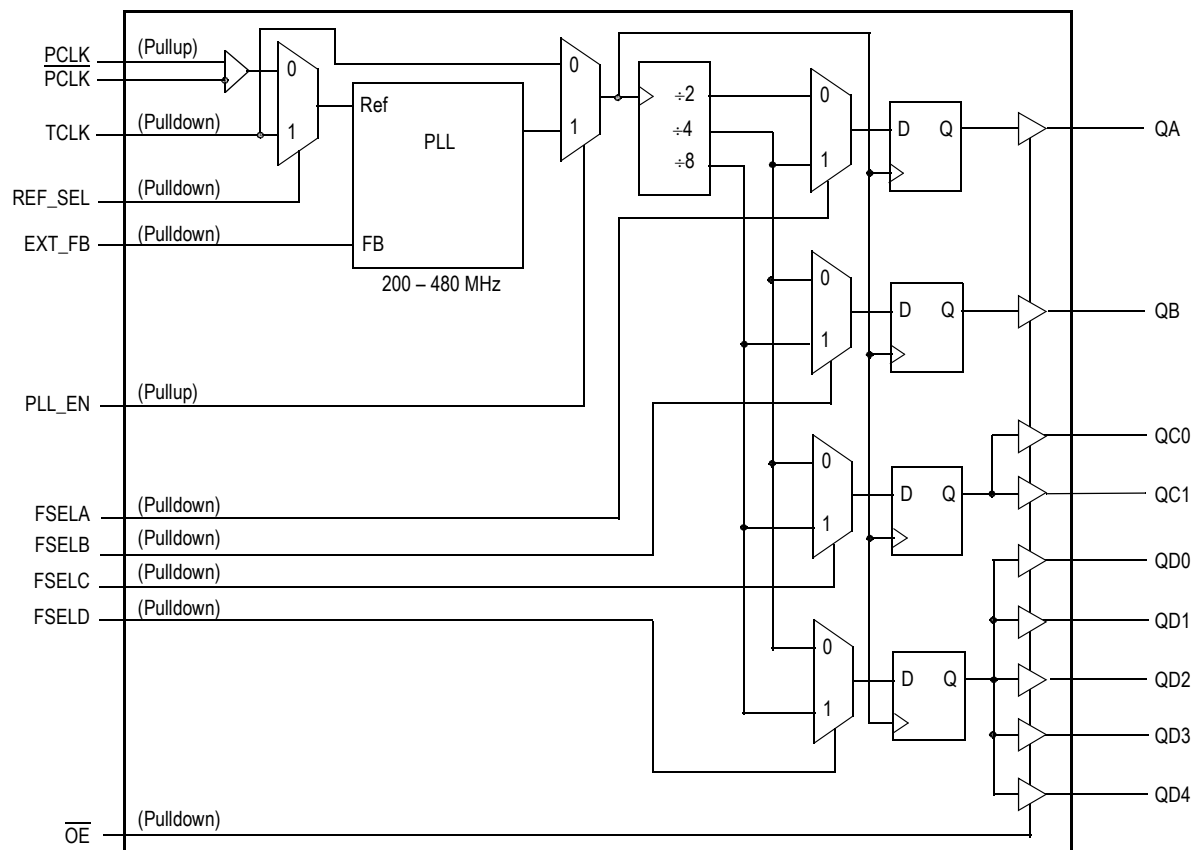 PCLK (Pullup)
PCLK
TCLK (Pulldown)
REF_SEL (Pulldown)
EXT_FB (Pulldown)
PLL_EN (Pullup)
FSELA (Pulldown)
FSELB (Pulldown)
FSELC (Pulldown)
FSELD (Pulldown)
OE (Pulldown)
0
1
Ref
PLL
FB
200 – 480 MHz
0
1
÷2
÷4
÷8
0
1
D Q
QA
0
1
D Q
QB
0
1
D Q
QC0
QC1
0
1
D Q
QD0
QD1
QD2
QD3
QD4